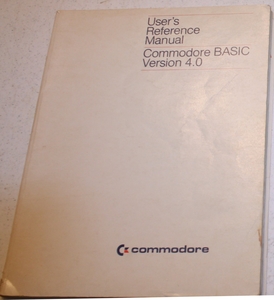 User's
Reference
Manual
Commodore BASIC
Version 4.0
commodore